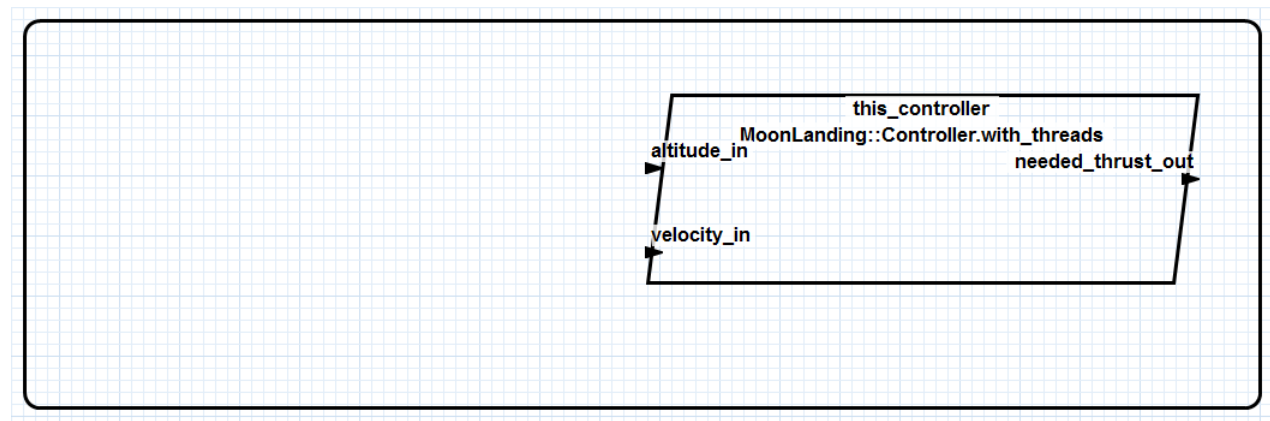 this_controller
MoonLanding::Controller.with_threads
altitude_in
needed_thrust_out
velocity_in